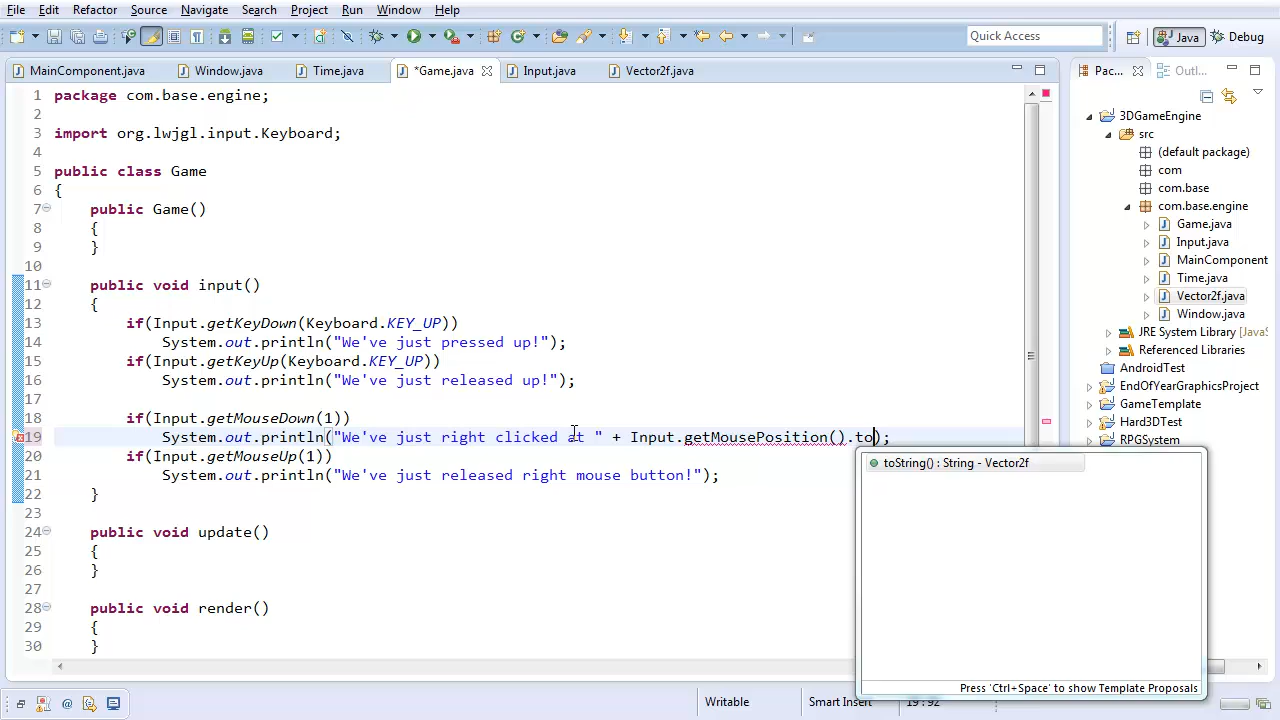 File Edit Refactor Source Navigate Search Project Run Window Help
Quick Access Java Debug
MainComponent.java Window.java Time.java *Game.java Input.java Vector2f.java
1 package com.base.engine;
2
3 import org.lwjgl.input.Keyboard;
4
5 public class Game
6 {
7 public Game()
8 {
9 }
10
11 public void input()
12 {
13 if(Input.getKeyDown(Keyboard.KEY_UP))
14 System.out.println("We've just pressed up!");
15 if(Input.getKeyUp(Keyboard.KEY_UP))
16 System.out.println("We've just released up!");
17
18 if(Input.getMouseDown(1))
19 System.out.println("We've just right clicked at " + Input.getMousePosition().to);
20 if(Input.getMouseUp(1))
21 System.out.println("We've just released right mouse button!");
22 }
23
24 public void update()
25 {
26 }
27
28 public void render()
29 {
30 }
toString() : String - Vector2f
Press 'Ctrl+Space' to show Template Proposals
Pac... Outl...
3DGameEngine
src
(default package)
com
com.base
com.base.engine
Game.java
Input.java
MainComponent
Time.java
Vector2f.java
Window.java
JRE System Library [JavaS
Referenced Libraries
AndroidTest
EndOfYearGraphicsProject
GameTemplate
Hard3DTest
RPGSystem
Writable Smart Insert 19 : 92